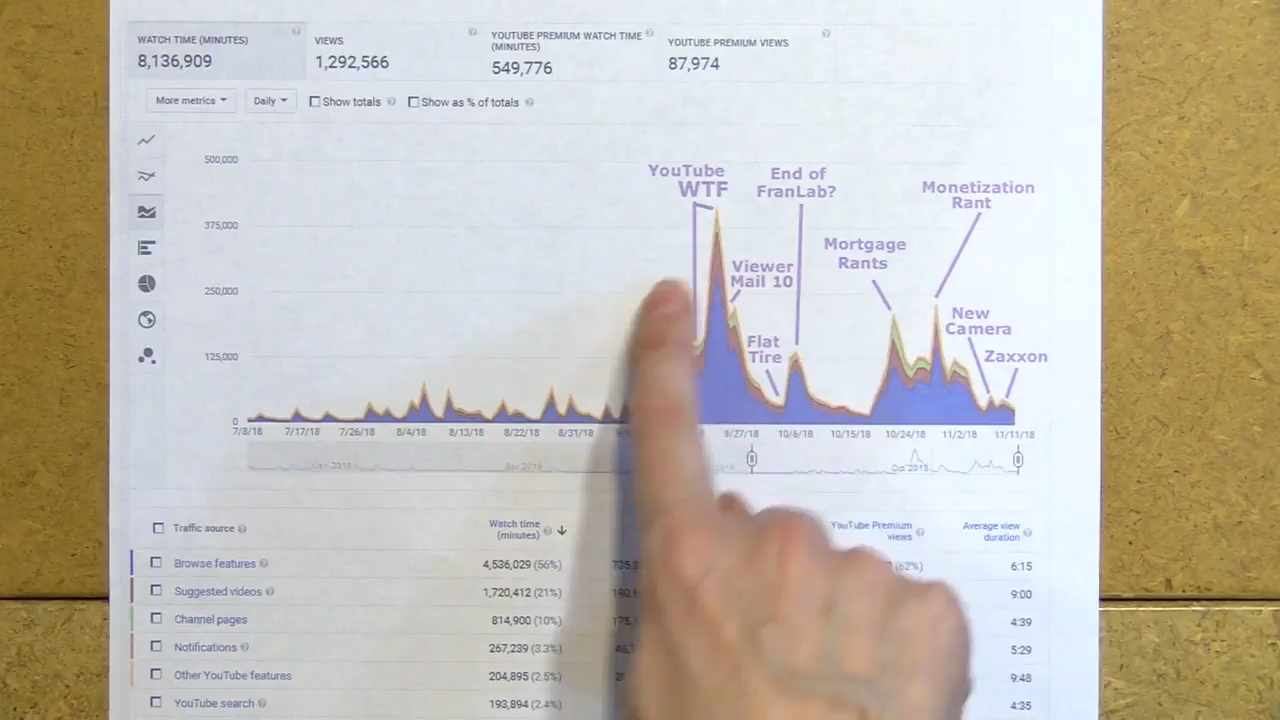 WATCH TIME (MINUTES)
8,136,909
VIEWS
1,292,566
YOUTUBE PREMIUM WATCH TIME
(MINUTES)
549,776
YOUTUBE PREMIUM VIEWS
87,974
More metrics
Daily
Show totals
Show as % of totals
500,000
375,000
250,000
125,000
0
YouTube
WTF
Viewer
Mail 10
Flat
Tire
End of
FranLab?
Mortgage
Rants
Monetization
Rant
New
Camera
Zaxxon
7/8/18 7/17/18 7/26/18 8/4/18 8/13/18 8/22/18 8/31/18 9/27/18 10/6/18 10/15/18 10/24/18 11/2/18 11/11/18
Jan 2018 Apr 2018 Oct 2018
Traffic source
Watch time
(minutes)
YouTube Premium
views
Average view
duration
Browse features 4,536,029 (56%) (62%) 6:15
Suggested videos 1,720,412 (21%) 9:00
Channel pages 814,900 (10%) 4:39
Notifications 267,239 (3.3%) 5:29
Other YouTube features 204,895 (2.5%) 9:48
YouTube search 193,894 (2.4%) 4:35